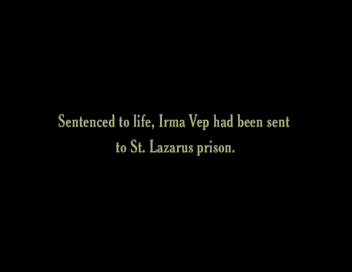 Sentenced to life, Irma Vep had been sent
to St. Lazarus prison.